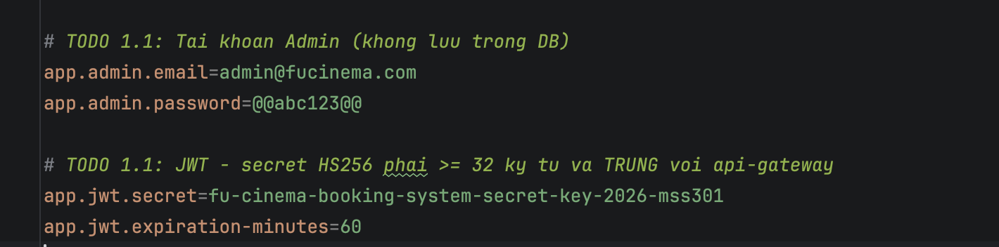 # TODO 1.1: Tai khoan Admin (khong luu trong DB)
app.admin.email=admin@fucinema.com
app.admin.password=@@abc123@@
# TODO 1.1: JWT - secret HS256 phai >= 32 ky tu va TRUNG voi api-gateway
app.jwt.secret=fu-cinema-booking-system-secret-key-2026-mss301
app.jwt.expiration-minutes=60